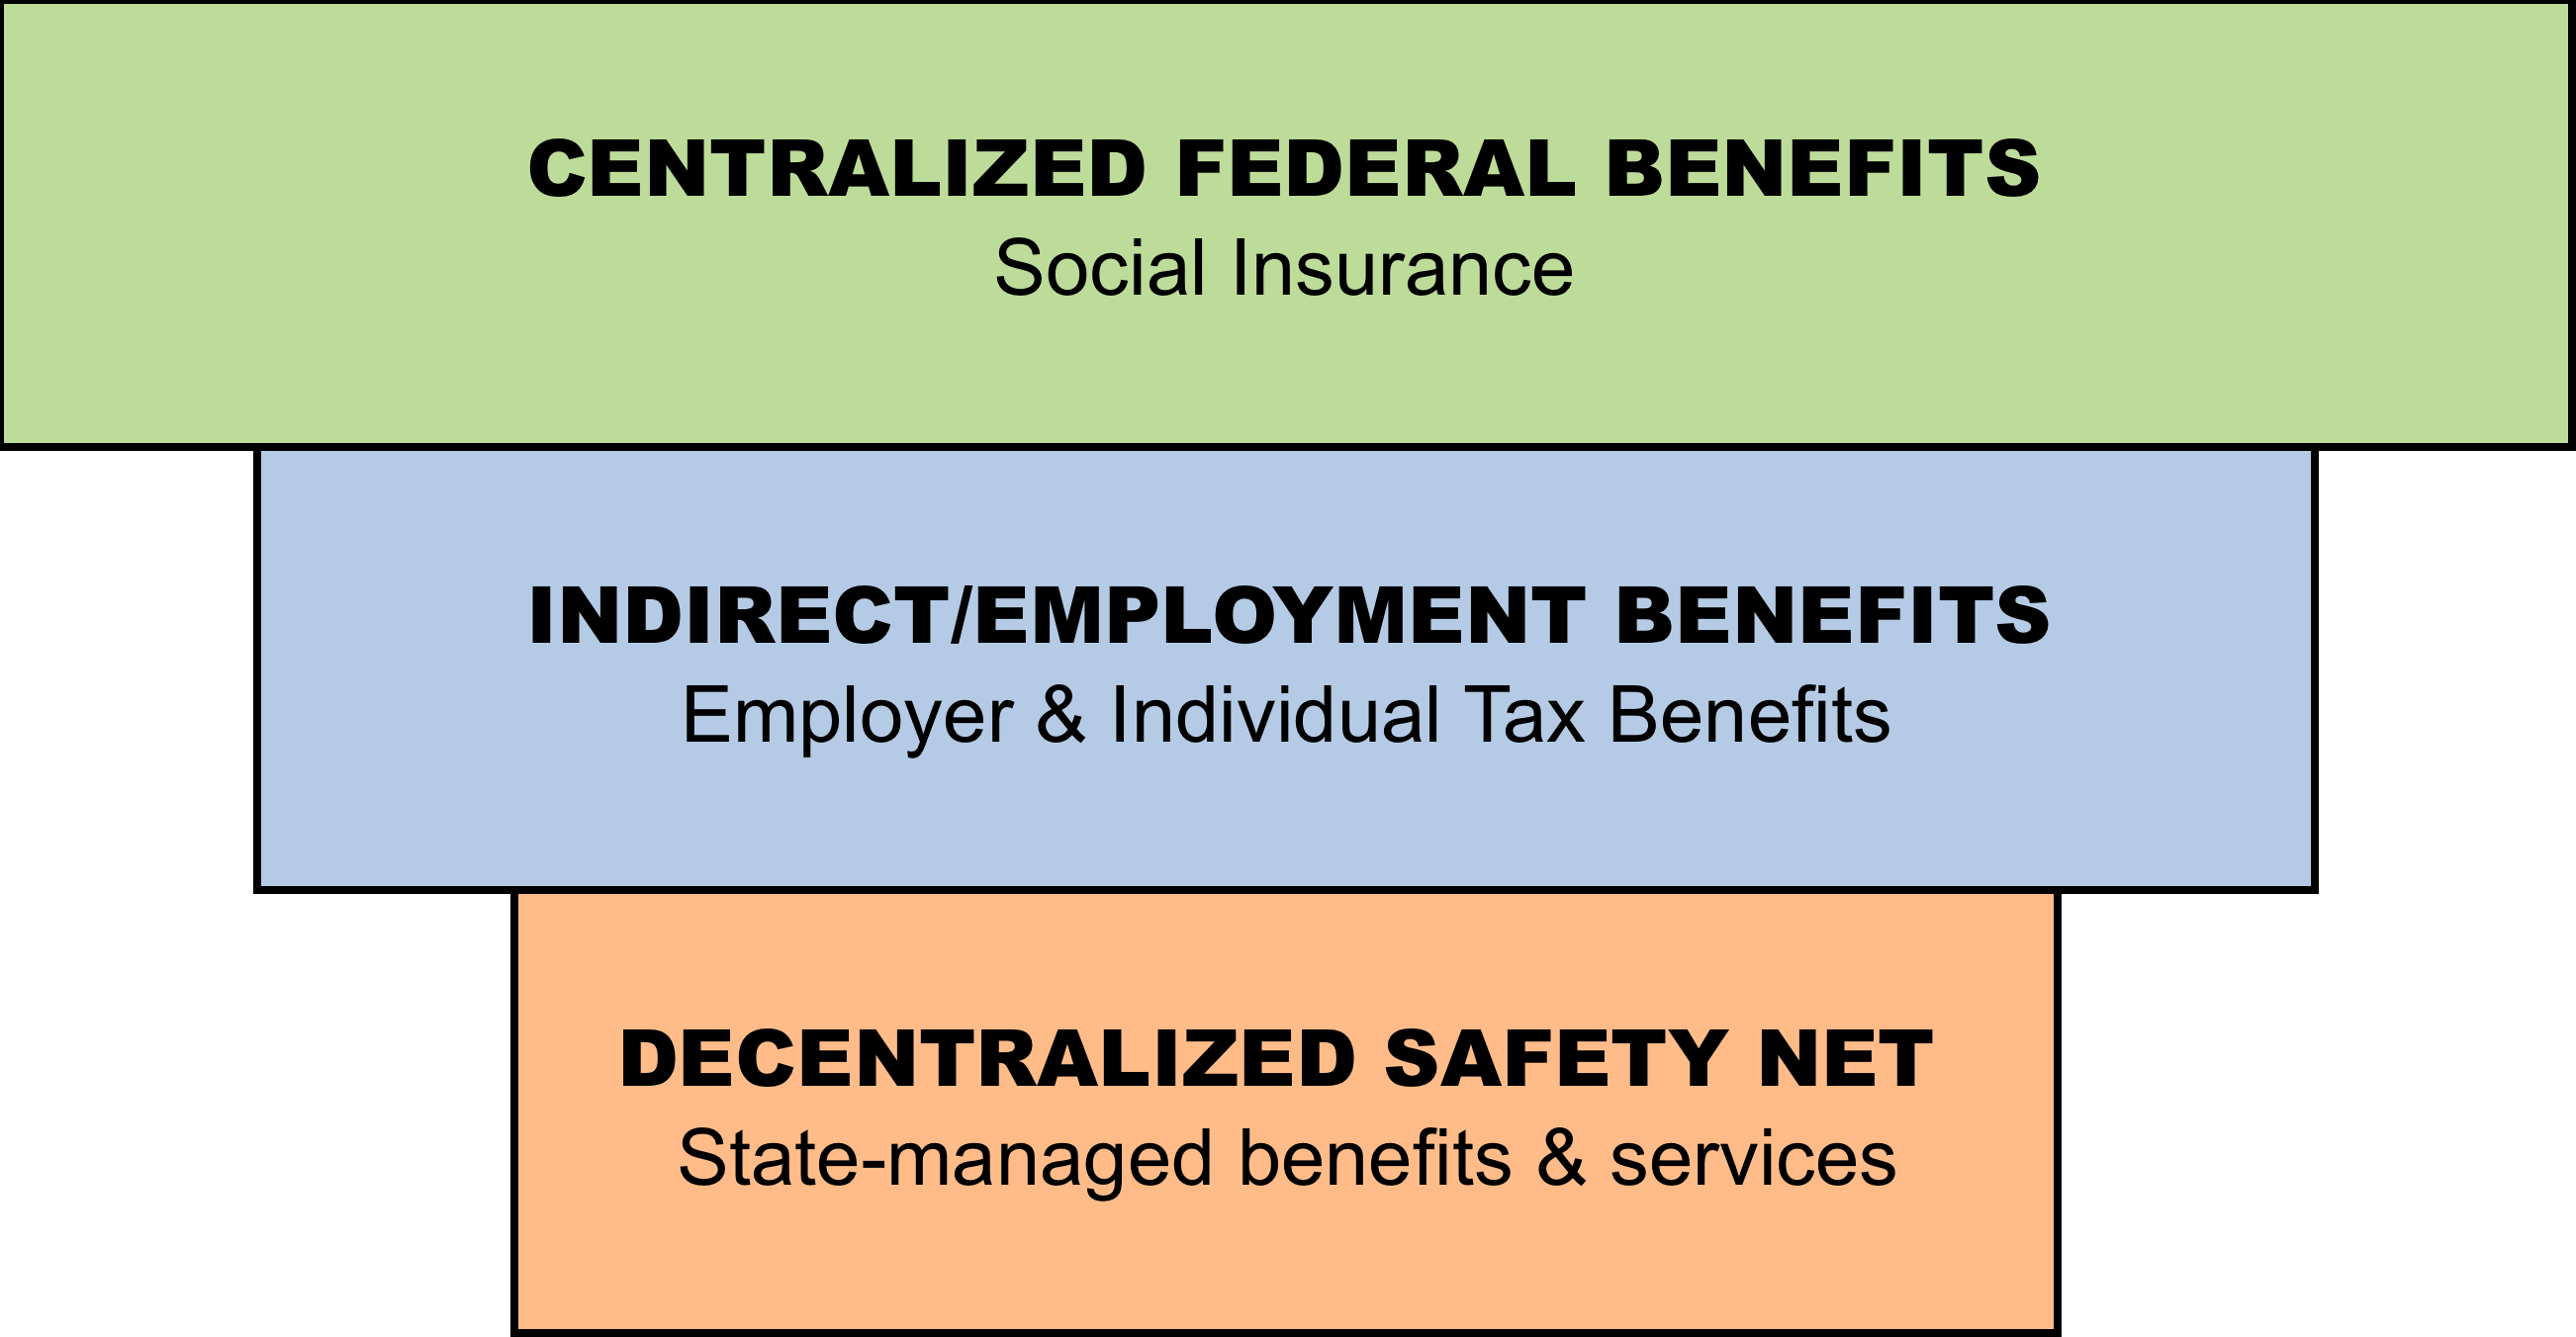 CENTRALIZED FEDERAL BENEFITS
Social Insurance
INDIRECT/EMPLOYMENT BENEFITS
Employer & Individual Tax Benefits
DECENTRALIZED SAFETY NET
State-managed benefits & services